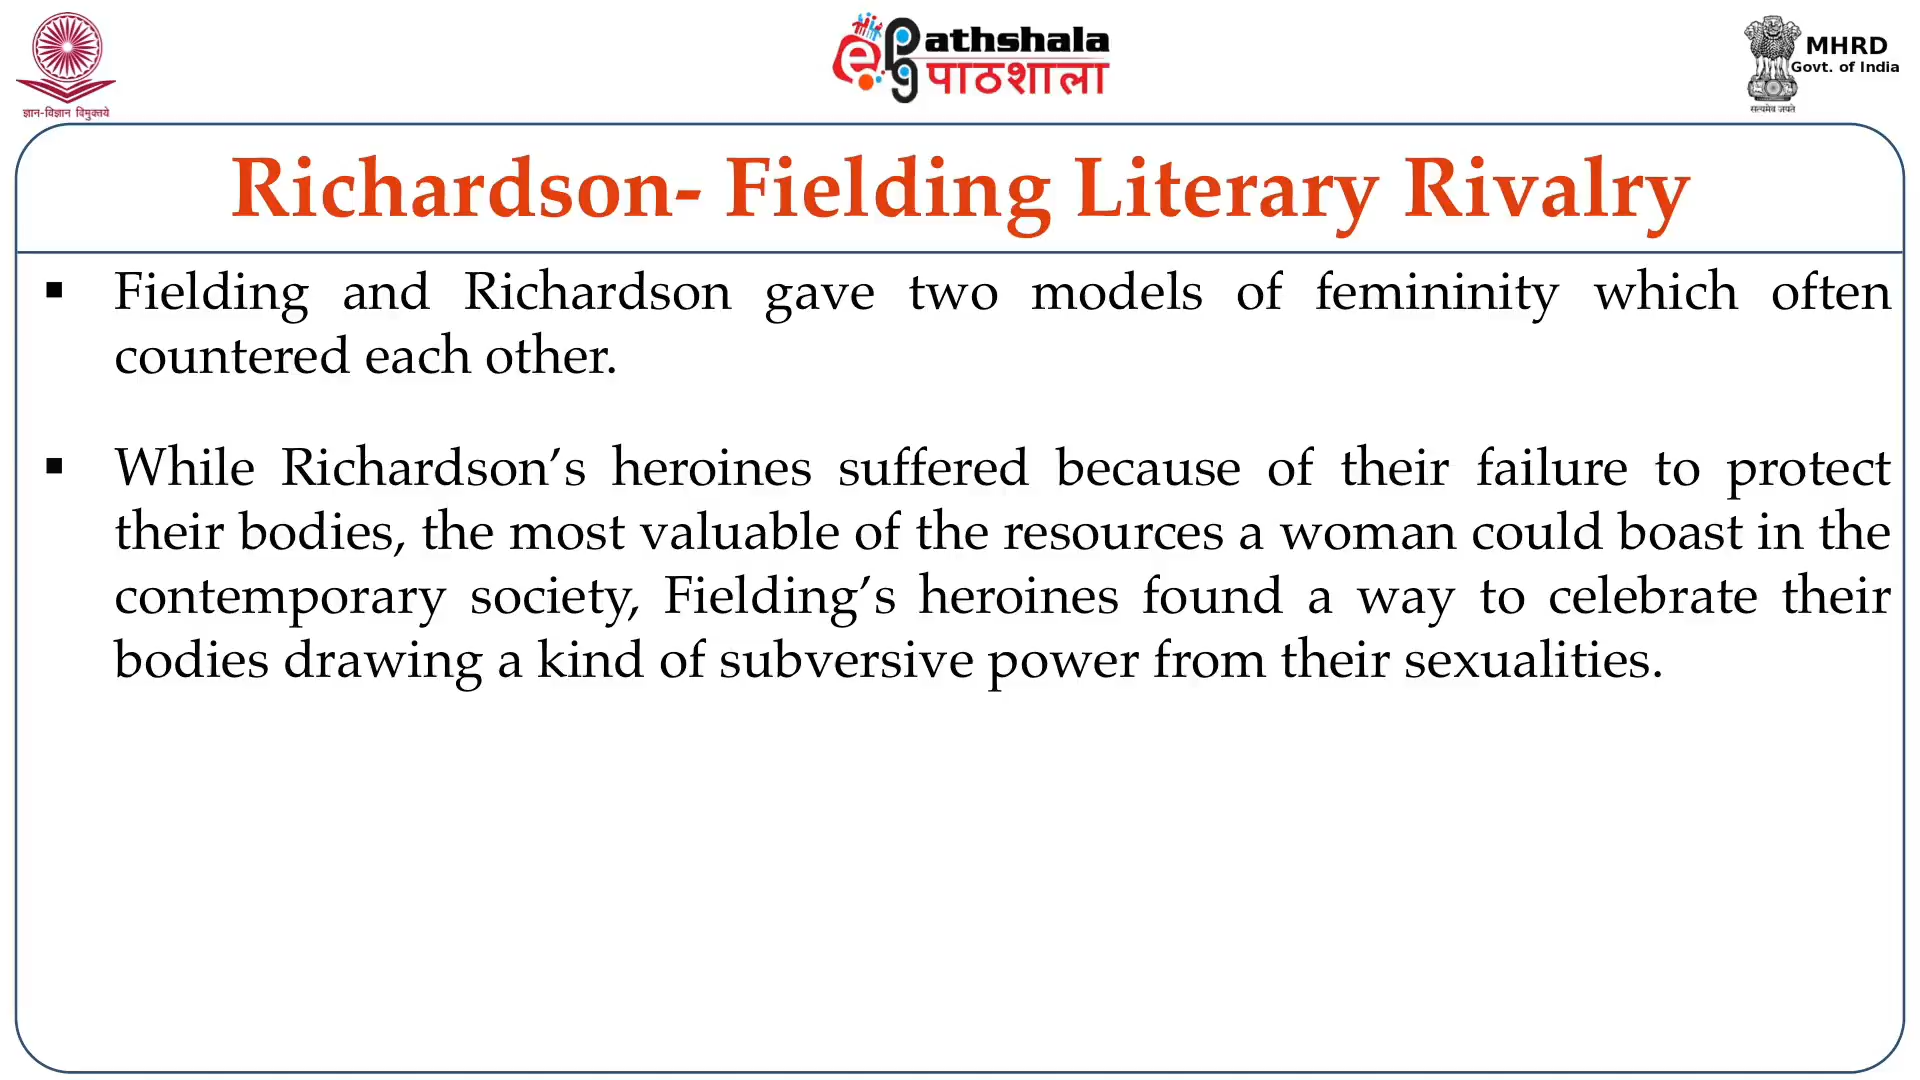 ज्ञान-विज्ञान विमुक्तये
e PG
athshala
पाठशाला
MHRD
Govt. of India
सत्यमेव जयते
Richardson- Fielding Literary Rivalry
▪ Fielding and Richardson gave two models of femininity which often
countered each other.
▪ While Richardson’s heroines suffered because of their failure to protect
their bodies, the most valuable of the resources a woman could boast in the
contemporary society, Fielding’s heroines found a way to celebrate their
bodies drawing a kind of subversive power from their sexualities.